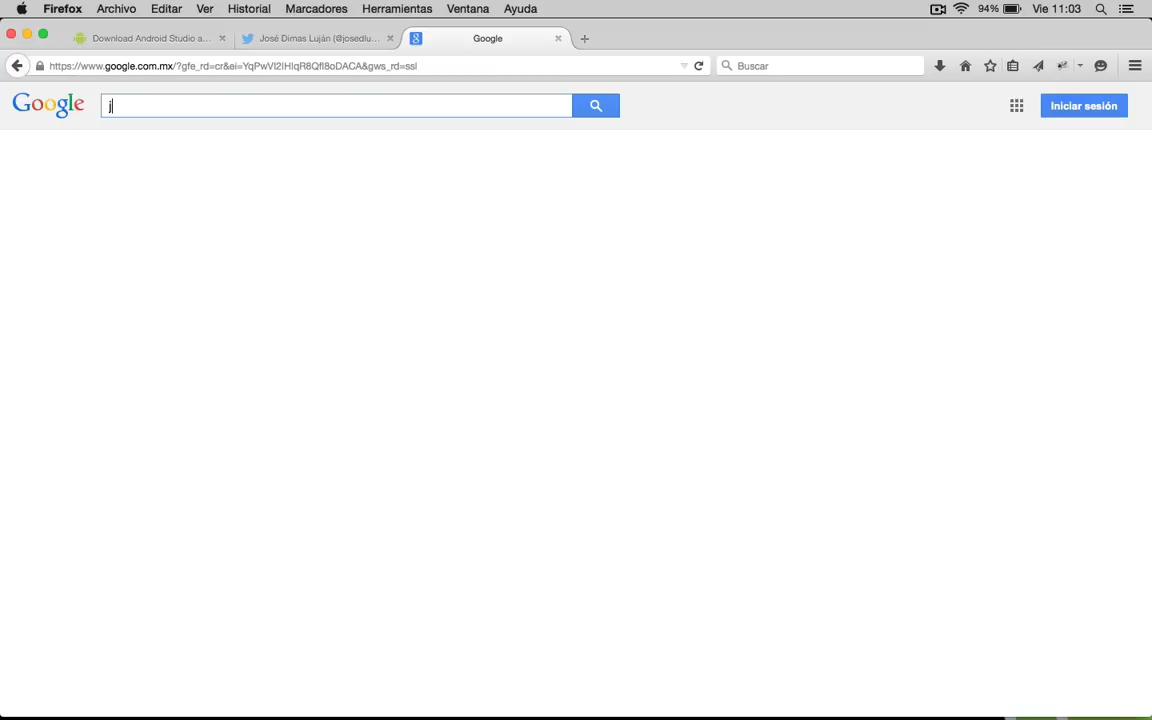 Firefox Archivo Editar Ver Historial Marcadores Herramientas Ventana Ayuda 94% Vie 11:03
Download Android Studio a... José Dimas Luján (@josedlu... Google
https://www.google.com.mx/?gfe_rd=cr&ei=YqPwVI2IHIqR8Qfl8oDACA&gws_rd=ssl Buscar
Google j Iniciar sesión